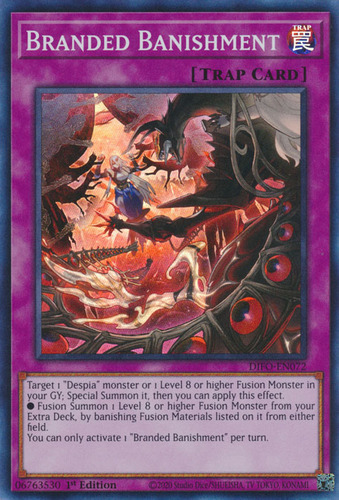 BRANDED BANISHMENT
TRAP
罠
[TRAP CARD]
DIFO-EN072
Target 1 "Despia" monster or 1 Level 8 or higher Fusion Monster in
your GY; Special Summon it, then you can apply this effect.
● Fusion Summon 1 Level 8 or higher Fusion Monster from your
Extra Deck, by banishing Fusion Materials listed on it from either
field.
You can only activate 1 "Branded Banishment" per turn.
06763530 1st Edition
©2020 Studio Dice/SHUEISHA, TV TOKYO, KONAMI